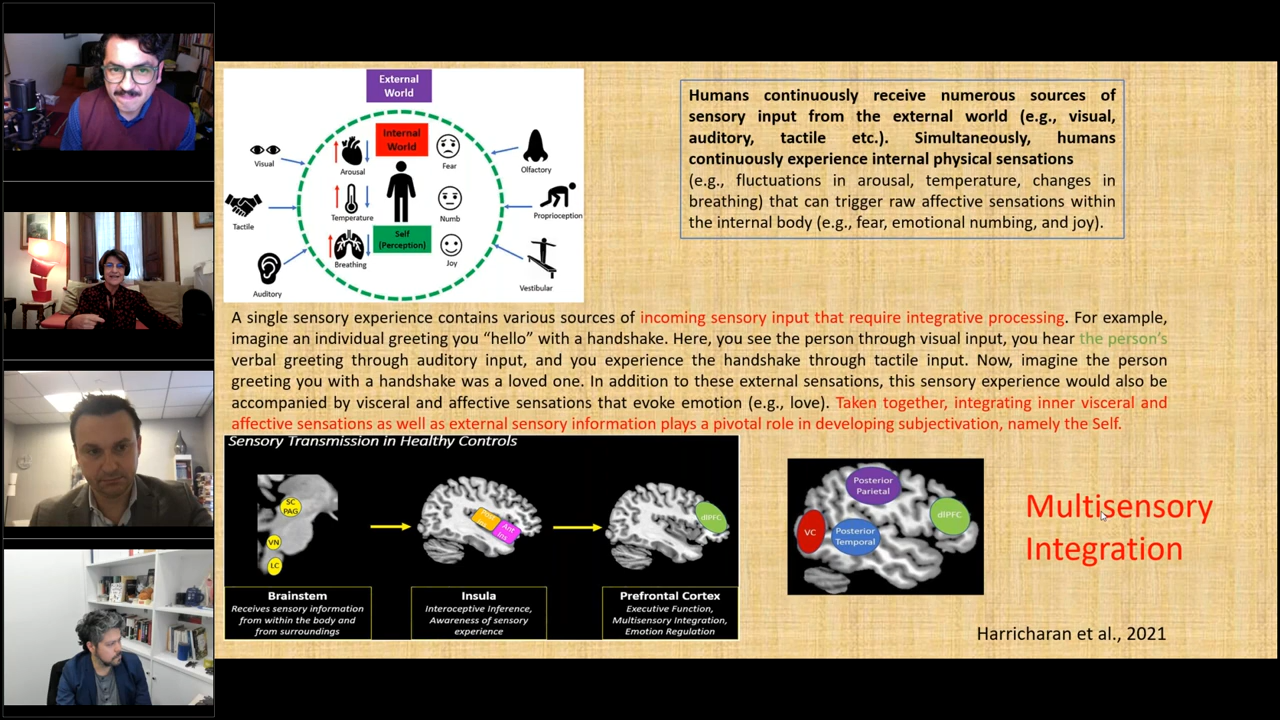 External
World
Internal
World
Visual
Arousal
Fear
Olfactory
Tactile
Temperature
Numb
Proprioception
Self
(Perception)
Auditory
Breathing
Joy
Vestibular
Humans continuously receive numerous sources of
sensory input from the external world (e.g., visual,
auditory, tactile etc.). Simultaneously, humans
continuously experience internal physical sensations
(e.g., fluctuations in arousal, temperature, changes in
breathing) that can trigger raw affective sensations within
the internal body (e.g., fear, emotional numbing, and joy).
A single sensory experience contains various sources of incoming sensory input that require integrative processing. For example,
imagine an individual greeting you “hello” with a handshake. Here, you see the person through visual input, you hear the person’s
verbal greeting through auditory input, and you experience the handshake through tactile input. Now, imagine the person
greeting you with a handshake was a loved one. In addition to these external sensations, this sensory experience would also be
accompanied by visceral and affective sensations that evoke emotion (e.g., love). Taken together, integrating inner visceral and
affective sensations as well as external sensory information plays a pivotal role in developing subjectivation, namely the Self.
Sensory Transmission in Healthy Controls
SC
PAG
VN
LC
Ant
Ins
dlPFC
Brainstem
Receives sensory information
from within the body and
from surroundings
Insula
Interoceptive Inference,
Awareness of sensory
experience
Prefrontal Cortex
Executive Function,
Multisensory Integration,
Emotion Regulation
Posterior
Parietal
VC
Posterior
Temporal
dlPFC
Multisensory
Integration
Harricharan et al., 2021